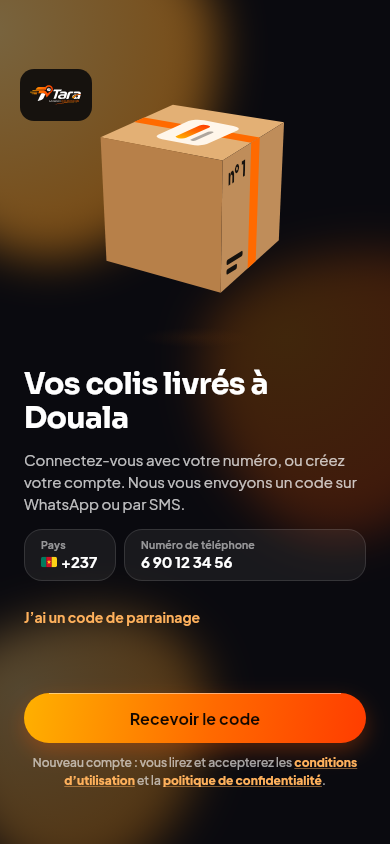 Tara
n°1
Vos colis livrés à
Douala
Connectez-vous avec votre numéro, ou créez
votre compte. Nous vous envoyons un code sur
WhatsApp ou par SMS.
Pays
+237
Numéro de téléphone
6 90 12 34 56
J’ai un code de parrainage
Recevoir le code
Nouveau compte : vous lirez et accepterez les conditions
d’utilisation et la politique de confidentialité.